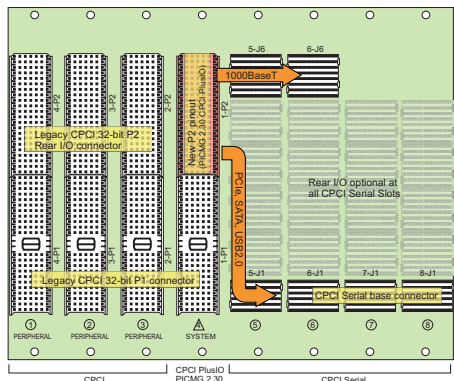 5-J6
6-J6
1000BaseT
4-P2
3-P2
2-P2
1-P2
New P2 pinout
(PICMG 2.30 CPCI PlusIO)
Legacy CPCI 32-bit P2
Rear I/O connector
PCIe, SATA, USB2.0
Rear I/O optional at
all CPCI Serial Slots
4-P1
3-P1
2-P1
1-P1
Legacy CPCI 32-bit P1 connector
5-J1
6-J1
7-J1
8-J1
CPCI Serial base connector
1
2
3
4
5
6
7
8
PERIPHERAL
PERIPHERAL
PERIPHERAL
SYSTEM
CPCI
CPCI PlusIO
PICMG 2.30
CPCI Serial